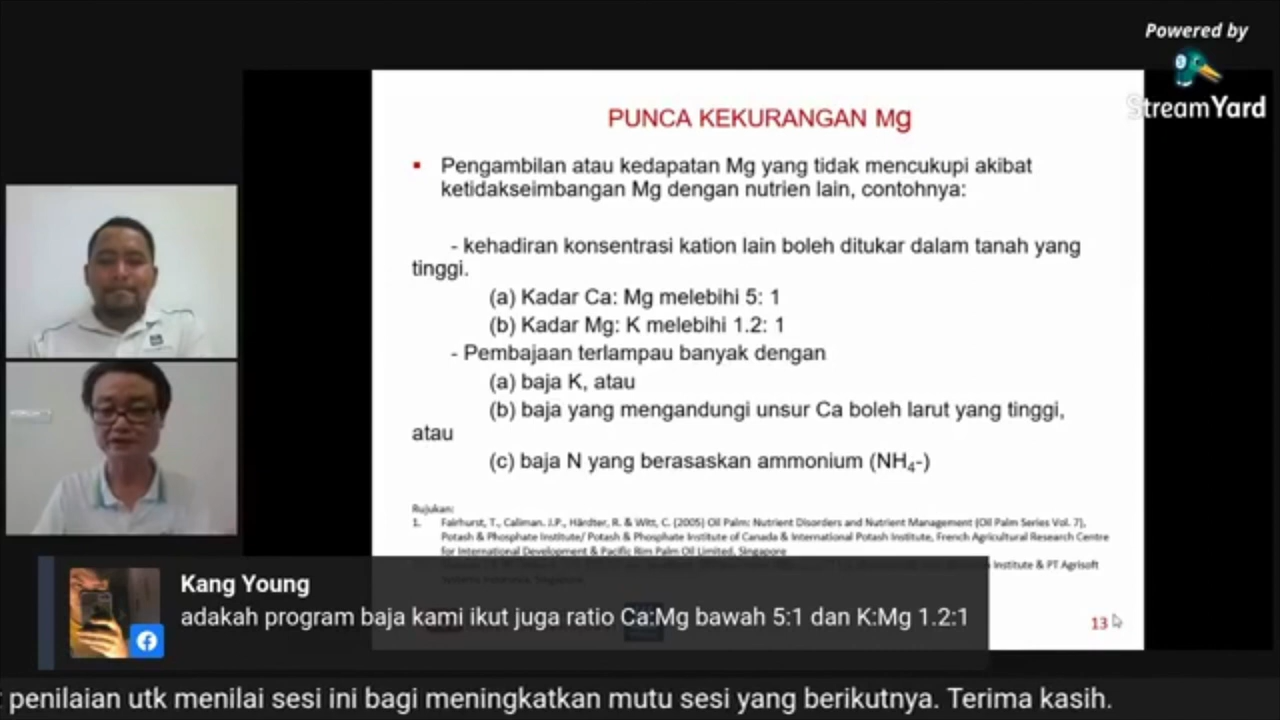 Powered by
StreamYard
PUNCA KEKURANGAN Mg
▪ Pengambilan atau kedapatan Mg yang tidak mencukupi akibat
ketidakseimbangan Mg dengan nutrien lain, contohnya:
- kehadiran konsentrasi kation lain boleh ditukar dalam tanah yang
tinggi.
(a) Kadar Ca: Mg melebihi 5: 1
(b) Kadar Mg: K melebihi 1.2: 1
- Pembajaan terlampau banyak dengan
(a) baja K, atau
(b) baja yang mengandungi unsur Ca boleh larut yang tinggi,
atau
(c) baja N yang berasaskan ammonium (NH₄-)
Rujukan:
1. Fairhurst, T., Caliman. J.P., Härdter, R. & Witt, C. (2005) Oil Palm: Nutrient Disorders and Nutrient Management (Oil Palm Series Vol. 7),
Potash & Phosphate Institute/ Potash & Phosphate Institute of Canada & International Potash Institute, French Agricultural Research Centre
for International Development & Pacific Rim Palm Oil Limited, Singapore
Institute & PT Agrisoft
13
Kang Young
adakah program baja kami ikut juga ratio Ca:Mg bawah 5:1 dan K:Mg 1.2:1
penilaian utk menilai sesi ini bagi meningkatkan mutu sesi yang berikutnya. Terima kasih.